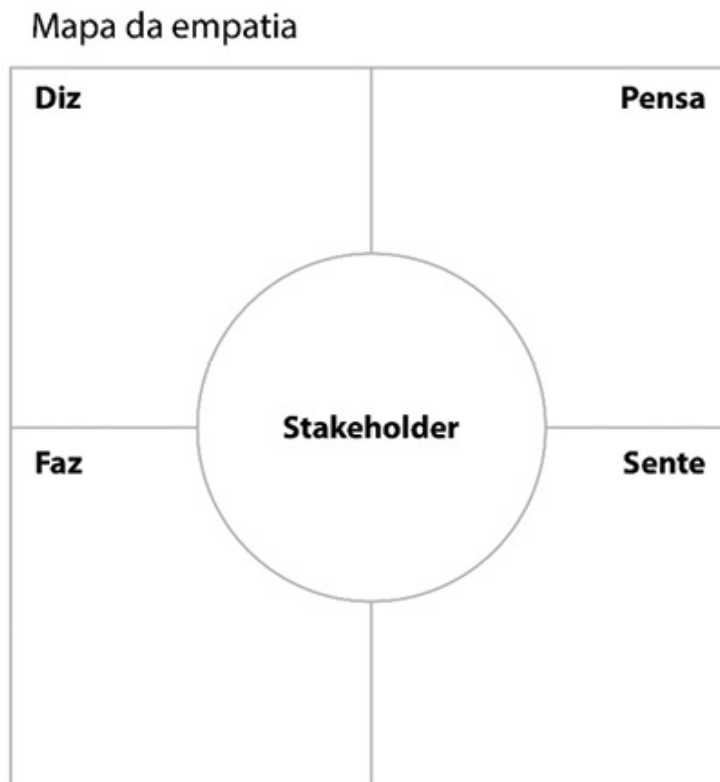 Mapa da empatia
Diz
Pensa
Stakeholder
Faz
Sente